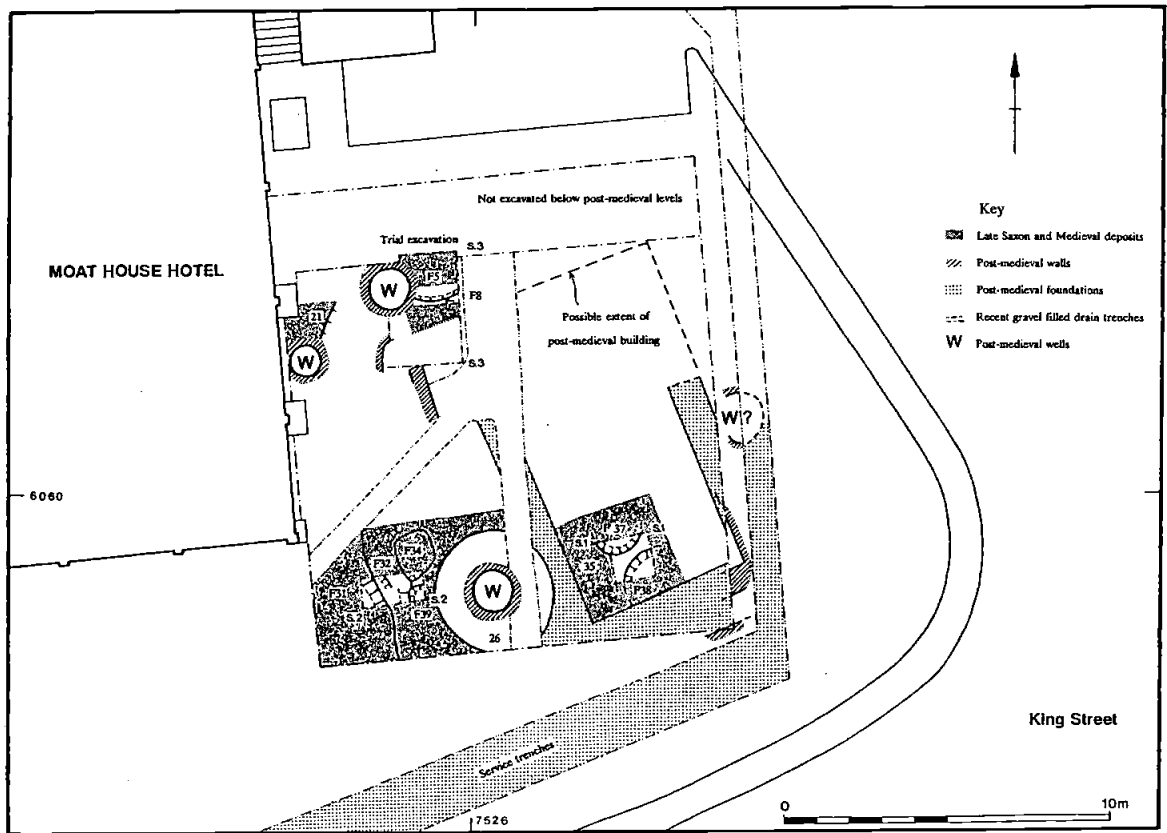 Not excavated below post-medieval levels
Key
Late Saxon and Medieval deposits
Post-medieval walls
Post-medieval foundations
Recent gravel filled drain trenches
W Post-medieval wells
Trial excavation
S.3
MOAT HOUSE HOTEL
F5
W
F8
21
Possible extent of
post-medieval building
W
S.3
W?
6060
F37
S.1
S.1
F34
F32
35
F31
F38
S.2
W
S.2
F39
26
King Street
Service trenches
0
10m
7526